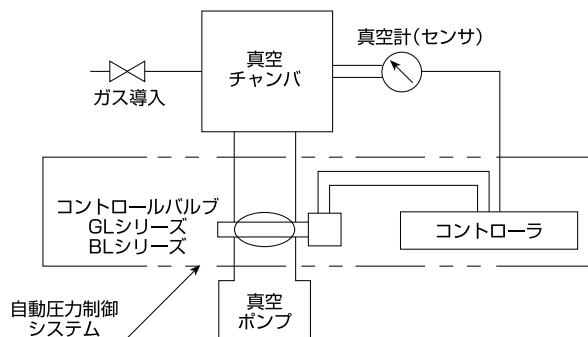 真空計(センサ)
真空
チャンバ
ガス導入
コントロールバルブ
GLシリーズ
BLシリーズ
コントローラ
自動圧力制御
システム
真空
ポンプ